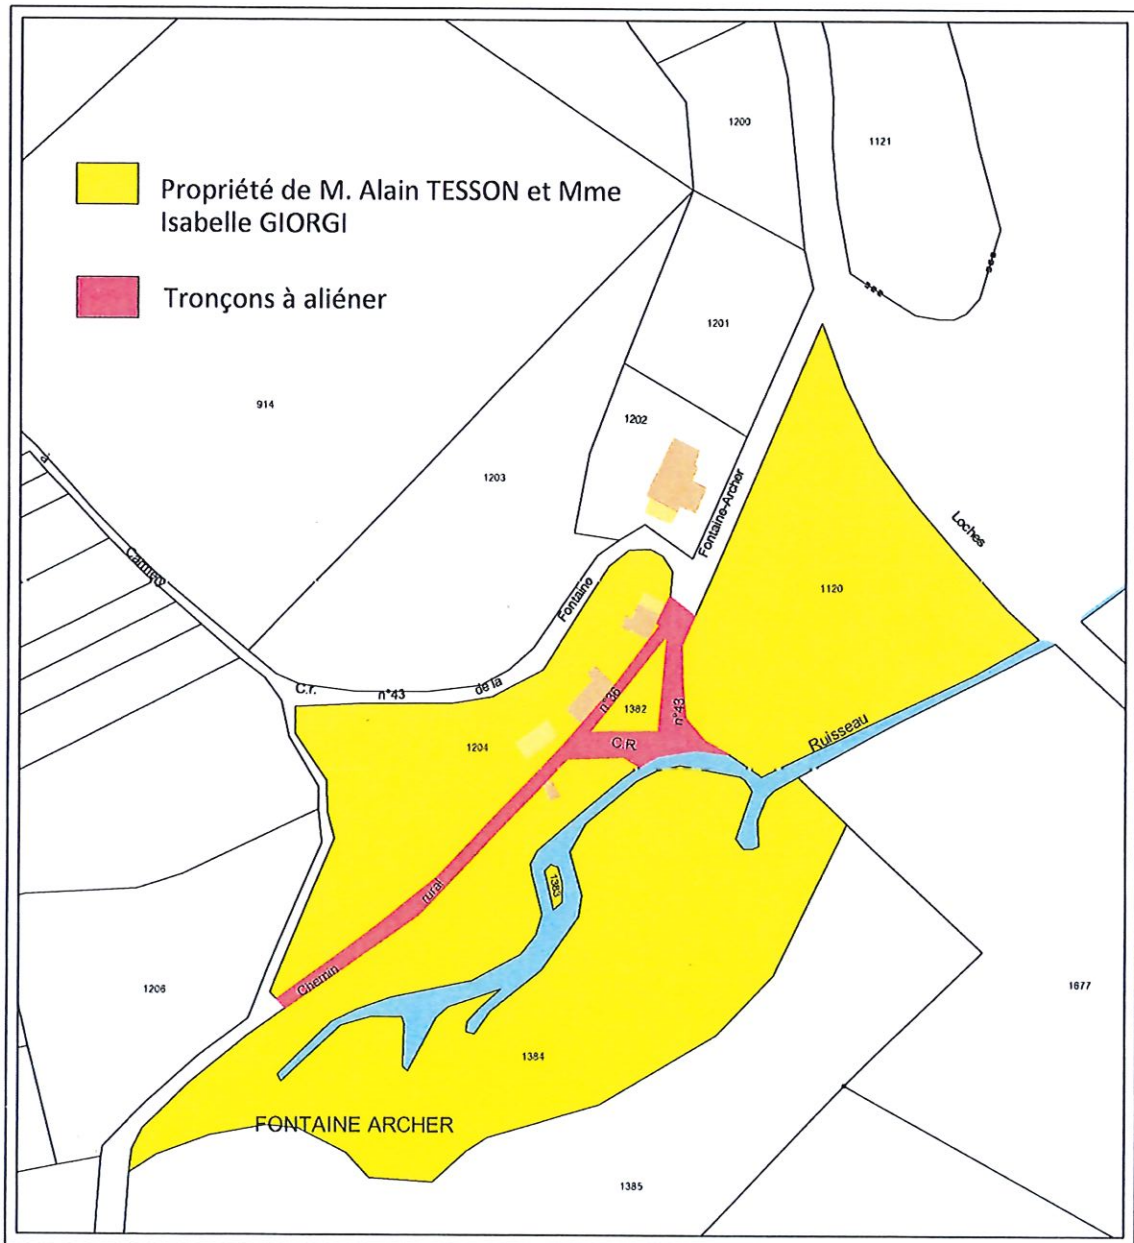 1200
1121
Propriété de M. Alain TESSON et Mme
Isabelle GIORGI
Tronçons à aliéner
1201
914
1202
1203
à
Fontaine-Archer
Loches
Fontaine
1120
C.r. n°43 de la
n°36
1382
n°43
C.R
1204
Ruisseau
1383
rural
Chemin
1206
1677
1384
FONTAINE ARCHER
1385